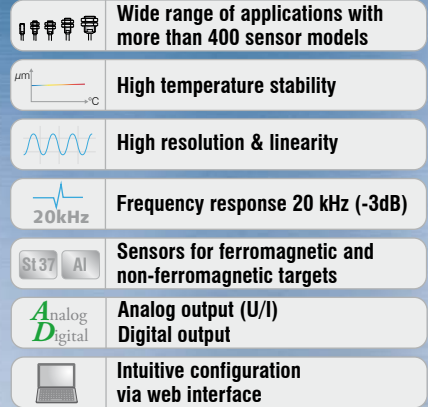 Wide range of applications with
more than 400 sensor models
µm
°C
High temperature stability
High resolution & linearity
20kHz
Frequency response 20 kHz (-3dB)
St37 Al
Sensors for ferromagnetic and
non-ferromagnetic targets
Analog
Digital
Analog output (U/I)
Digital output
Intuitive configuration
via web interface